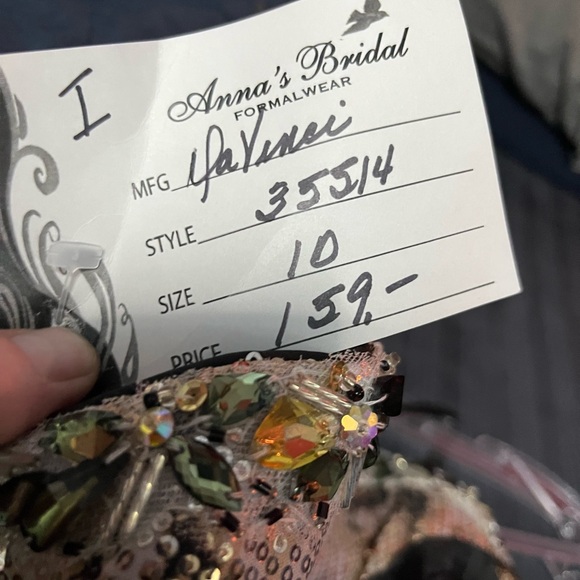 I
Anna's Bridal
FORMALWEAR
MFG DaVinci
STYLE 35514
SIZE 10
PRICE 159.-